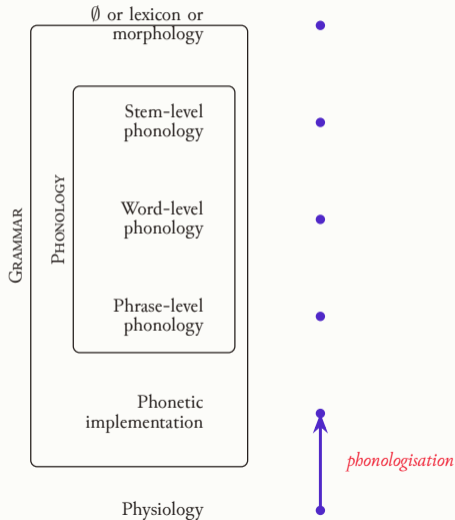 ∅ or lexicon or
morphology
Stem-level
phonology
Word-level
phonology
Phrase-level
phonology
Phonetic
implementation
Physiology
GRAMMAR
PHONOLOGY
phonologisation